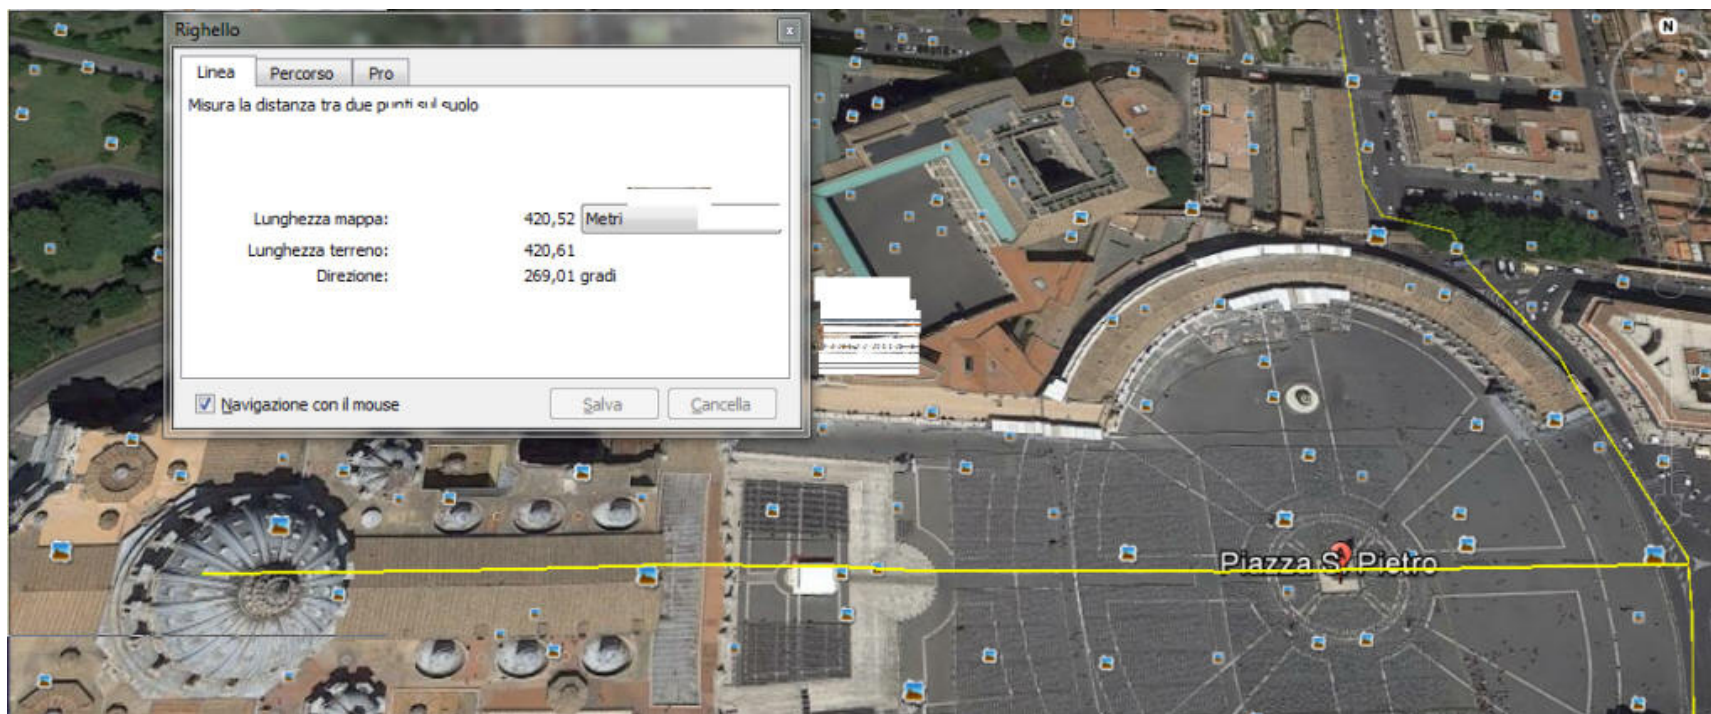 Righello
Linea Percorso Pro
Misura la distanza tra due punti sul suolo
Lunghezza mappa: 420,52 Metri
Lunghezza terreno: 420,61
Direzione: 269,01 gradi
Navigazione con il mouse Salva Cancella
N
Piazza S. Pietro